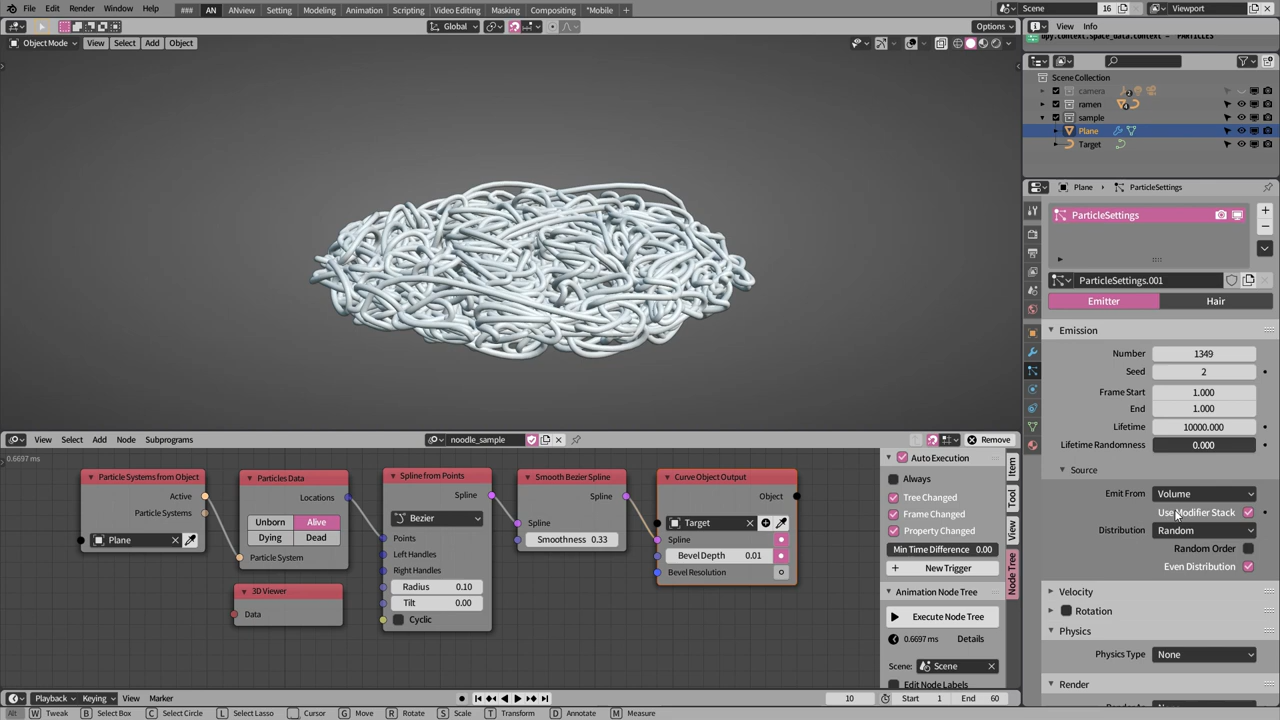 File Edit Render Window Help
### AN ANview Setting Modeling Animation Scripting Video Editing Masking Compositing *Mobile +
Scene 16 Viewport
Global Options
View Info
Object Mode View Select Add Object
Scene Collection
camera 2
ramen 4
sample
Plane
Target
Plane ParticleSettings
ParticleSettings
ParticleSettings.001
Emitter Hair
Emission
Number 1349
Seed 2
Frame Start 1.000
End 1.000
Lifetime 10000.000
Lifetime Randomness 0.000
Source
Emit From Volume
Use Modifier Stack
Distribution Random
Random Order
Even Distribution
Velocity
Rotation
Physics
Physics Type None
Render
View Select Add Node Subprograms noodle_sample Remove
0.6697 ms
Particle Systems from Object
Active
Particle Systems
Plane
Particles Data
Locations
Unborn Alive
Dying Dead
Particle System
3D Viewer
Data
Spline from Points
Spline
Bezier
Points
Left Handles
Right Handles
Radius 0.10
Tilt 0.00
Cyclic
Smooth Bezier Spline
Spline
Spline
Smoothness 0.33
Curve Object Output
Object
Target
Spline
Bevel Depth 0.01
Bevel Resolution
Auto Execution
Always
Tree Changed
Frame Changed
Property Changed
Min Time Difference 0.00
New Trigger
Animation Node Tree
Execute Node Tree
0.6697 ms Details
Scene: Scene
Edit Node Labels
Item
Tool
View
Node Tree
Playback Keying View Marker 10 Start 1 End 60
Alt W Tweak B Select Box C Select Circle L Select Lasso Cursor G Move R Rotate S Scale T Transform D Annotate M Measure